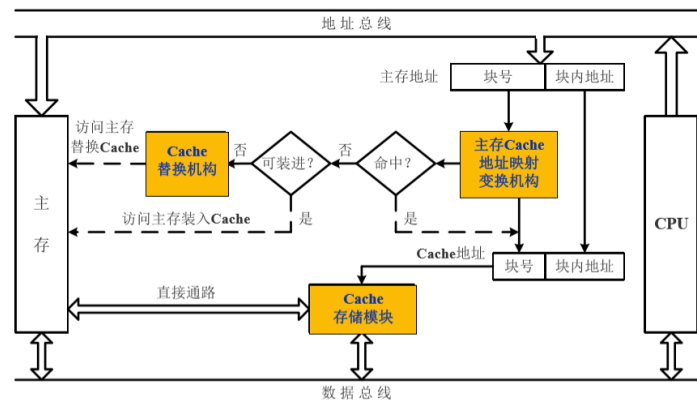 地址总线
主存地址
块号
块内地址
访问主存
替换Cache
Cache
替换机构
否
可装进?
否
命中?
主存Cache
地址映射
变换机构
主
存
CPU
访问主存装入Cache
是
是
Cache地址
块号
块内地址
直接通路
Cache
存储模块
数据总线